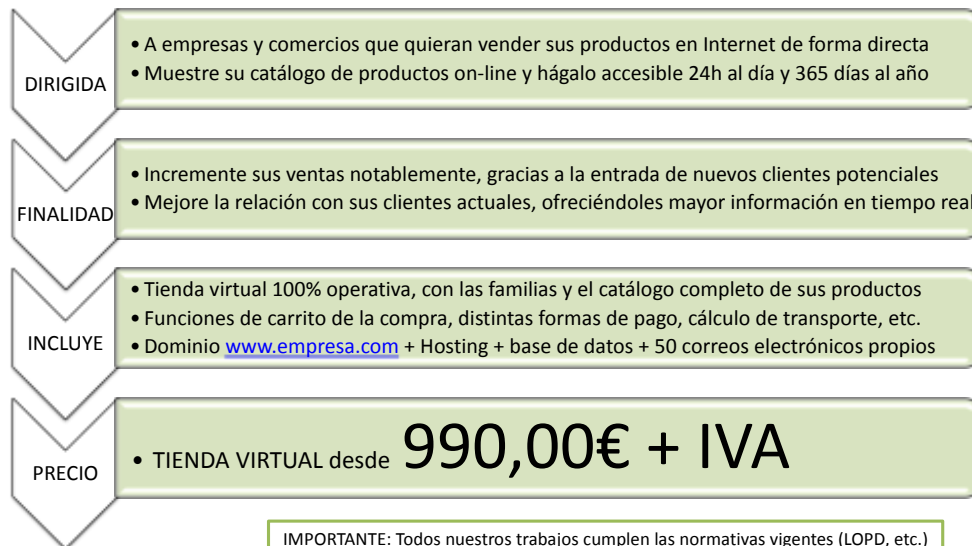 DIRIGIDA
• A empresas y comercios que quieran vender sus productos en Internet de forma directa
• Muestre su catálogo de productos on-line y hágalo accesible 24h al día y 365 días al año
FINALIDAD
• Incremente sus ventas notablemente, gracias a la entrada de nuevos clientes potenciales
• Mejore la relación con sus clientes actuales, ofreciéndoles mayor información en tiempo real
INCLUYE
• Tienda virtual 100% operativa, con las familias y el catálogo completo de sus productos
• Funciones de carrito de la compra, distintas formas de pago, cálculo de transporte, etc.
• Dominio www.empresa.com + Hosting + base de datos + 50 correos electrónicos propios
PRECIO
• TIENDA VIRTUAL desde 990,00€ + IVA
IMPORTANTE: Todos nuestros trabajos cumplen las normativas vigentes (LOPD, etc.)